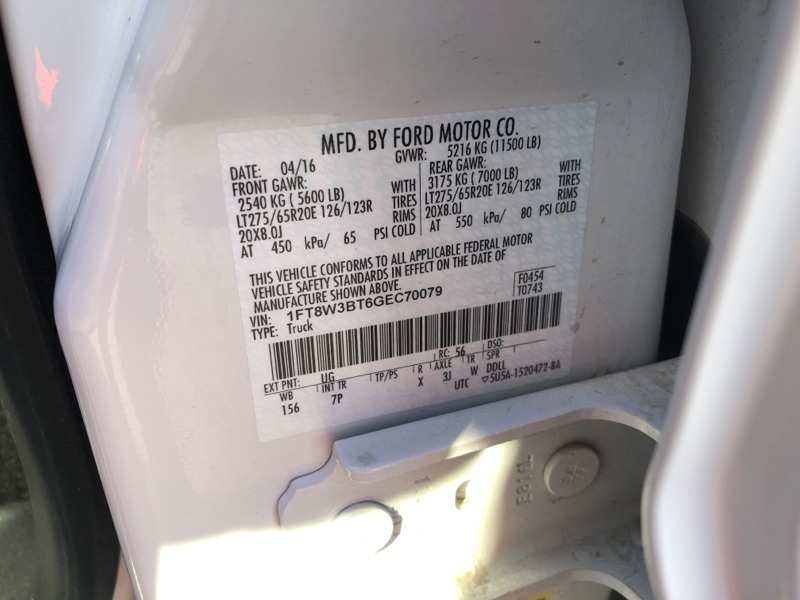 MFD. BY FORD MOTOR CO.
DATE: 04/16 GVWR: 5216 KG (11500 LB)
FRONT GAWR: REAR GAWR:
2540 KG ( 5600 LB) WITH 3175 KG ( 7000 LB) WITH
LT275/65R20E 126/123R TIRES LT275/65R20E 126/123R TIRES
20X8.0J RIMS 20X8.0J RIMS
AT 450 kPa/ 65 PSI COLD AT 550 kPa/ 80 PSI COLD
THIS VEHICLE CONFORMS TO ALL APPLICABLE FEDERAL MOTOR
VEHICLE SAFETY STANDARDS IN EFFECT ON THE DATE OF
MANUFACTURE SHOWN ABOVE.
F0454
VIN: 1FT8W3BT6GEC70079
T0743
TYPE: Truck
RC: 56 DSO:
EXT PNT: UG
WB INT TR TP/PS R AXLE TR SPR
156 7P X 3J W DDLL
UTC ▽5U5A-1520472-BA